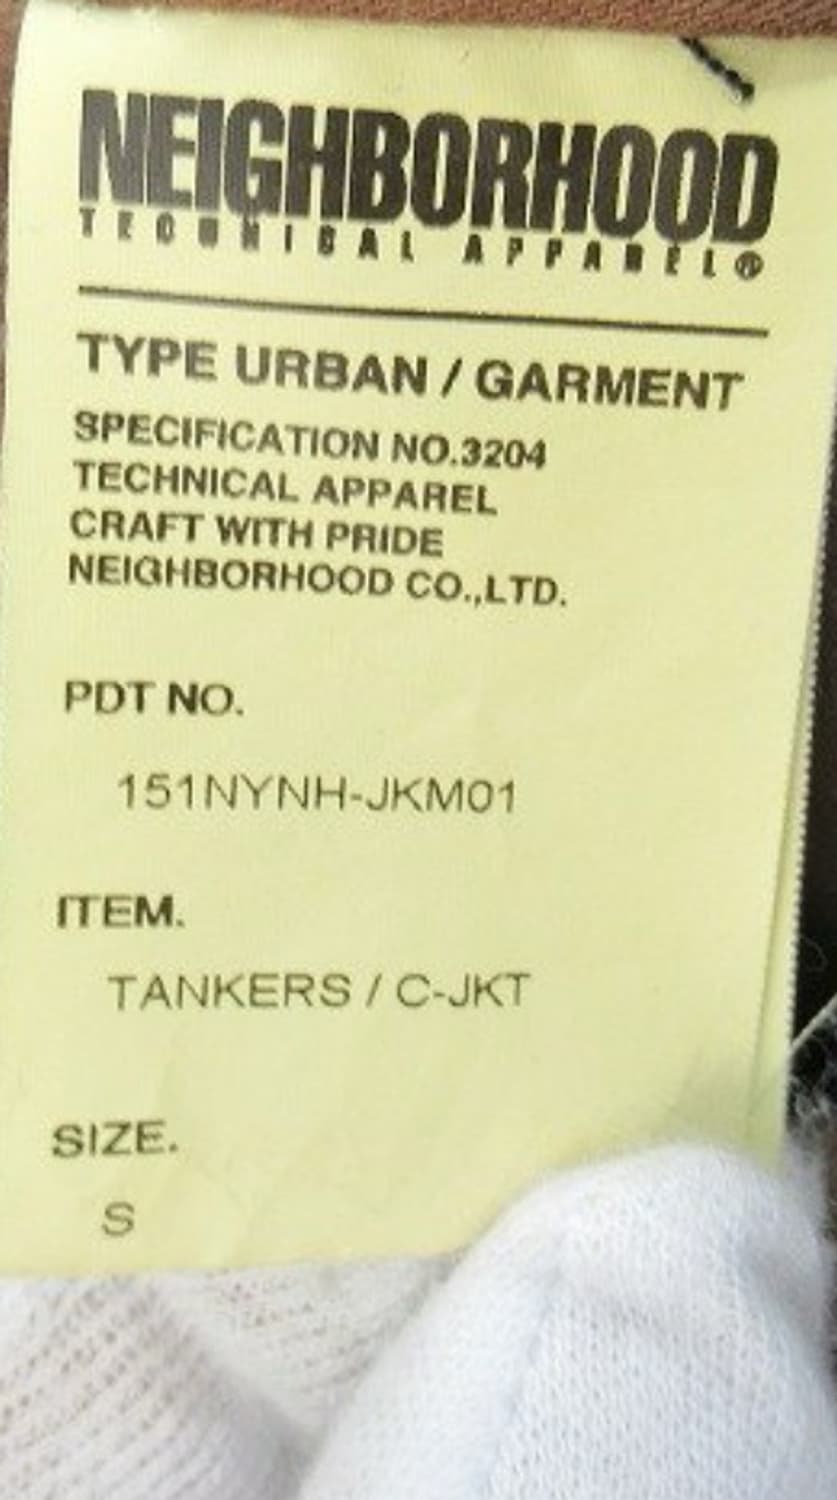 NEIGHBORHOOD
TECHNICAL APPAREL®
TYPE URBAN / GARMENT
SPECIFICATION NO.3204
TECHNICAL APPAREL
CRAFT WITH PRIDE
NEIGHBORHOOD CO.,LTD.
PDT NO.
151NYNH-JKM01
ITEM.
TANKERS / C-JKT
SIZE.
S